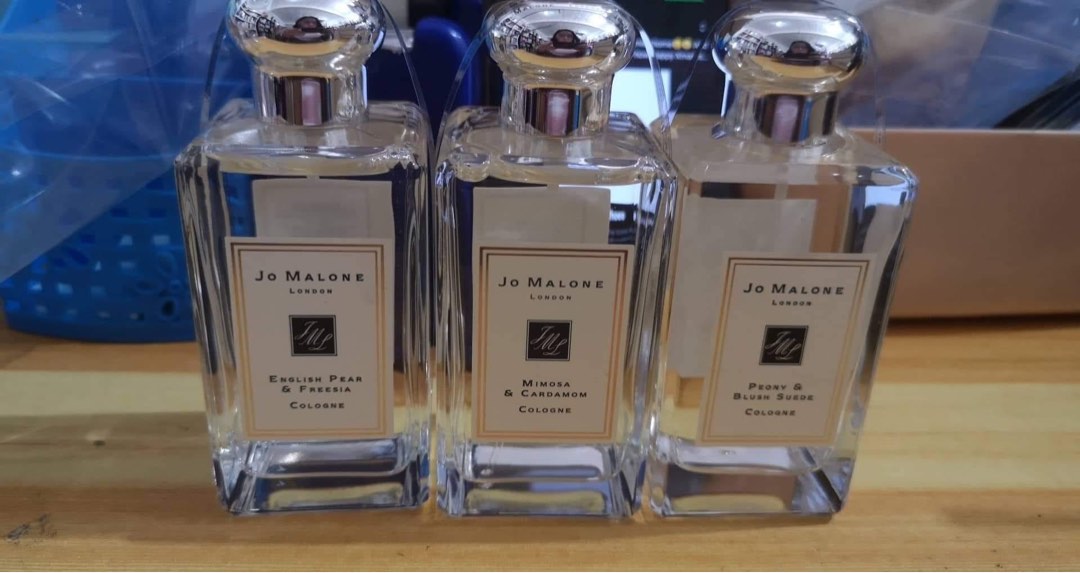 Jo Malone
London
JML
English Pear
& Freesia
Cologne
Jo Malone
London
JML
Mimosa
& Cardamom
Cologne
Jo Malone
London
JML
Peony &
Blush Suede
Cologne